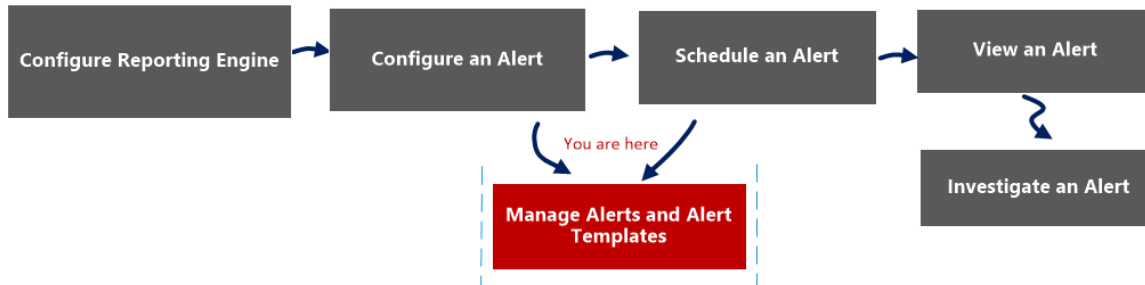 Configure Reporting Engine
Configure an Alert
Schedule an Alert
View an Alert
You are here
Manage Alerts and Alert
Templates
Investigate an Alert